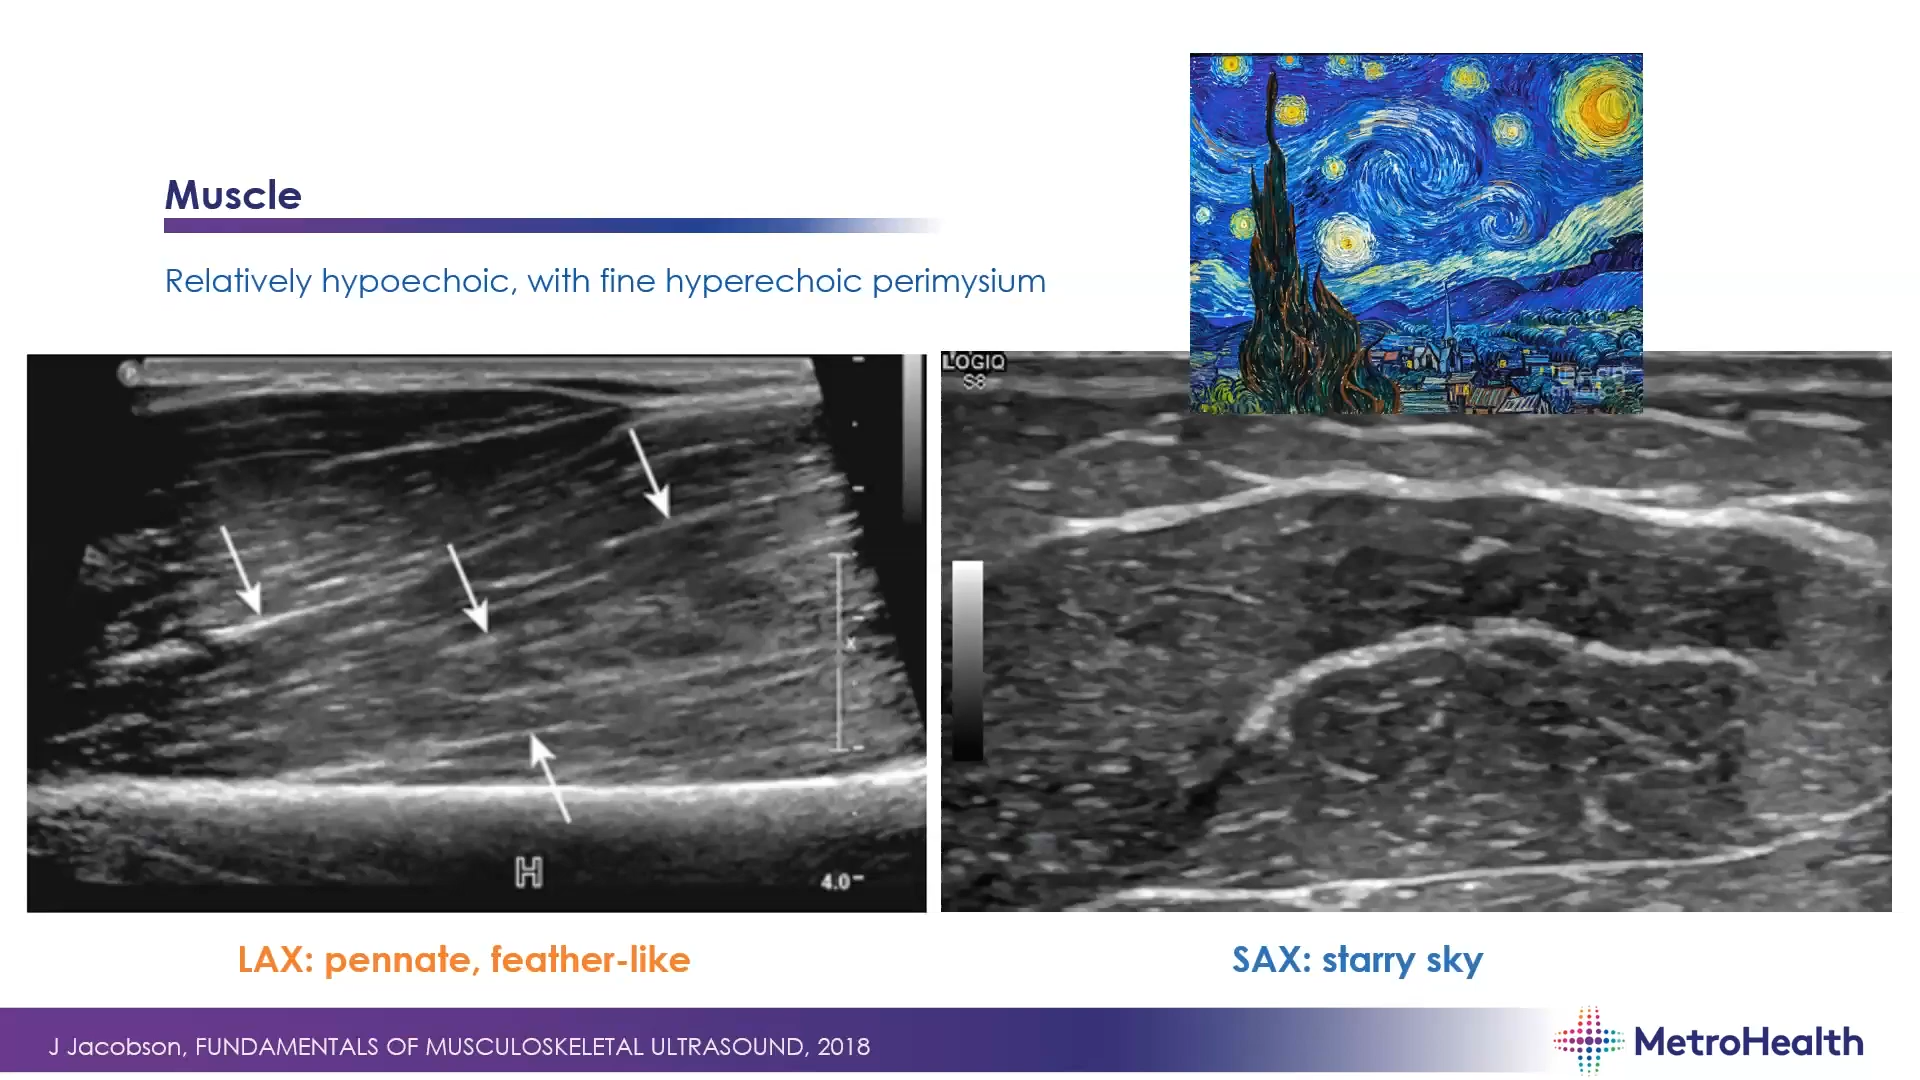 Muscle
Relatively hypoechoic, with fine hyperechoic perimysium
LOGIQ
S8
P
x
H
4.0
LAX: pennate, feather-like
SAX: starry sky
J Jacobson, FUNDAMENTALS OF MUSCULOSKELETAL ULTRASOUND, 2018
MetroHealth